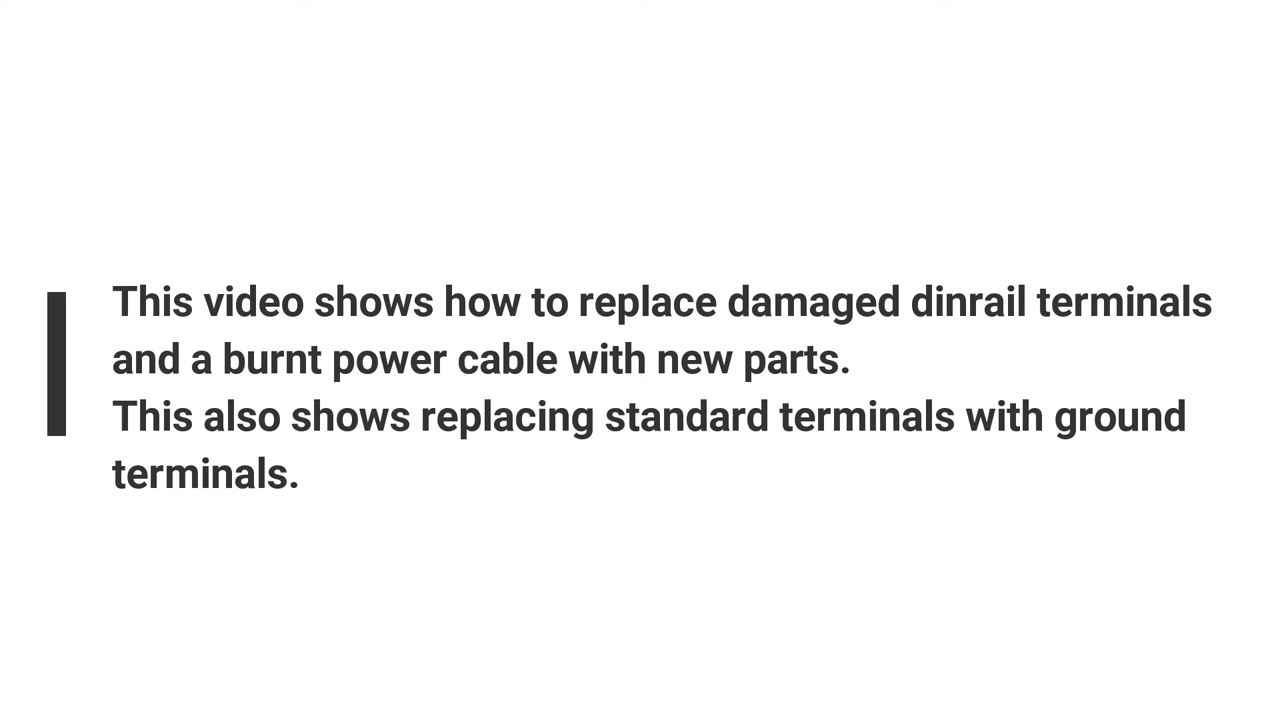 This video shows how to replace damaged dinrail terminals
and a burnt power cable with new parts.
This also shows replacing standard terminals with ground
terminals.